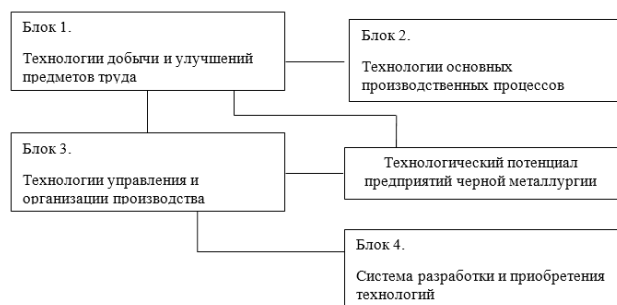 Блок 1.
Технологии добычи и улучшений
предметов труда
Блок 2.
Технологии основных
производственных процессов
Блок 3.
Технологии управления и
организации производства
Технологический потенциал
предприятий черной металлургии
Блок 4.
Система разработки и приобретения
технологий